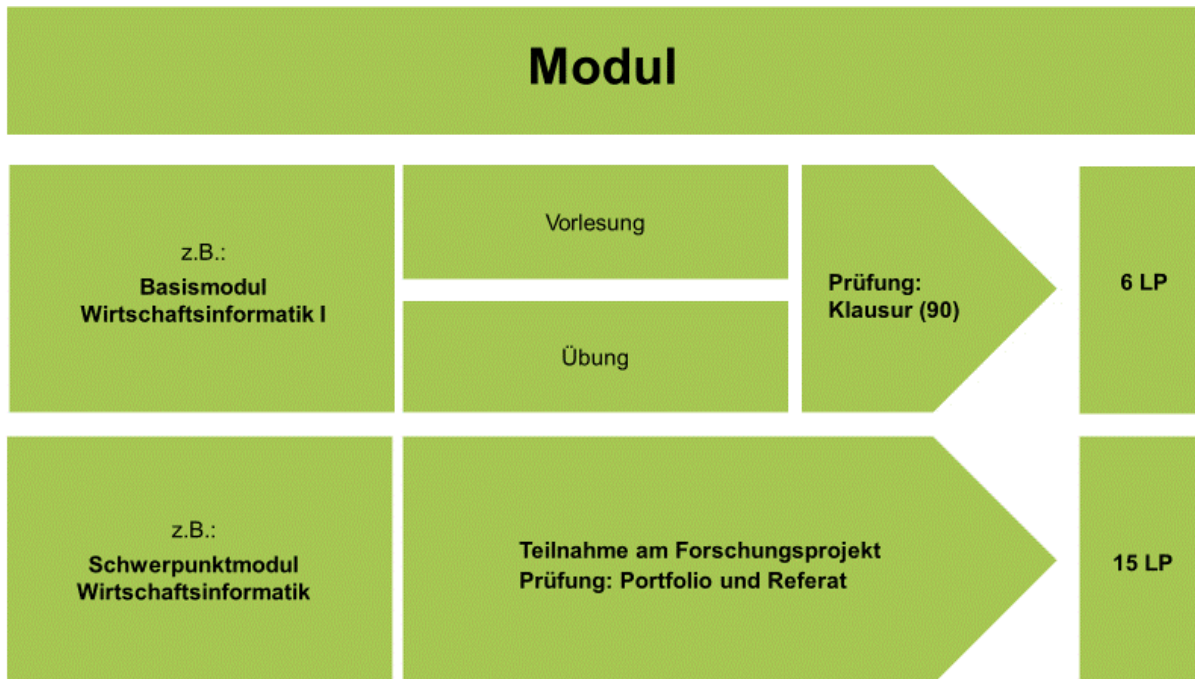 Modul
z.B.:
Basismodul
Wirtschaftsinformatik I
Vorlesung
Übung
Prüfung:
Klausur (90)
6 LP
z.B.:
Schwerpunktmodul
Wirtschaftsinformatik
Teilnahme am Forschungsprojekt
Prüfung: Portfolio und Referat
15 LP